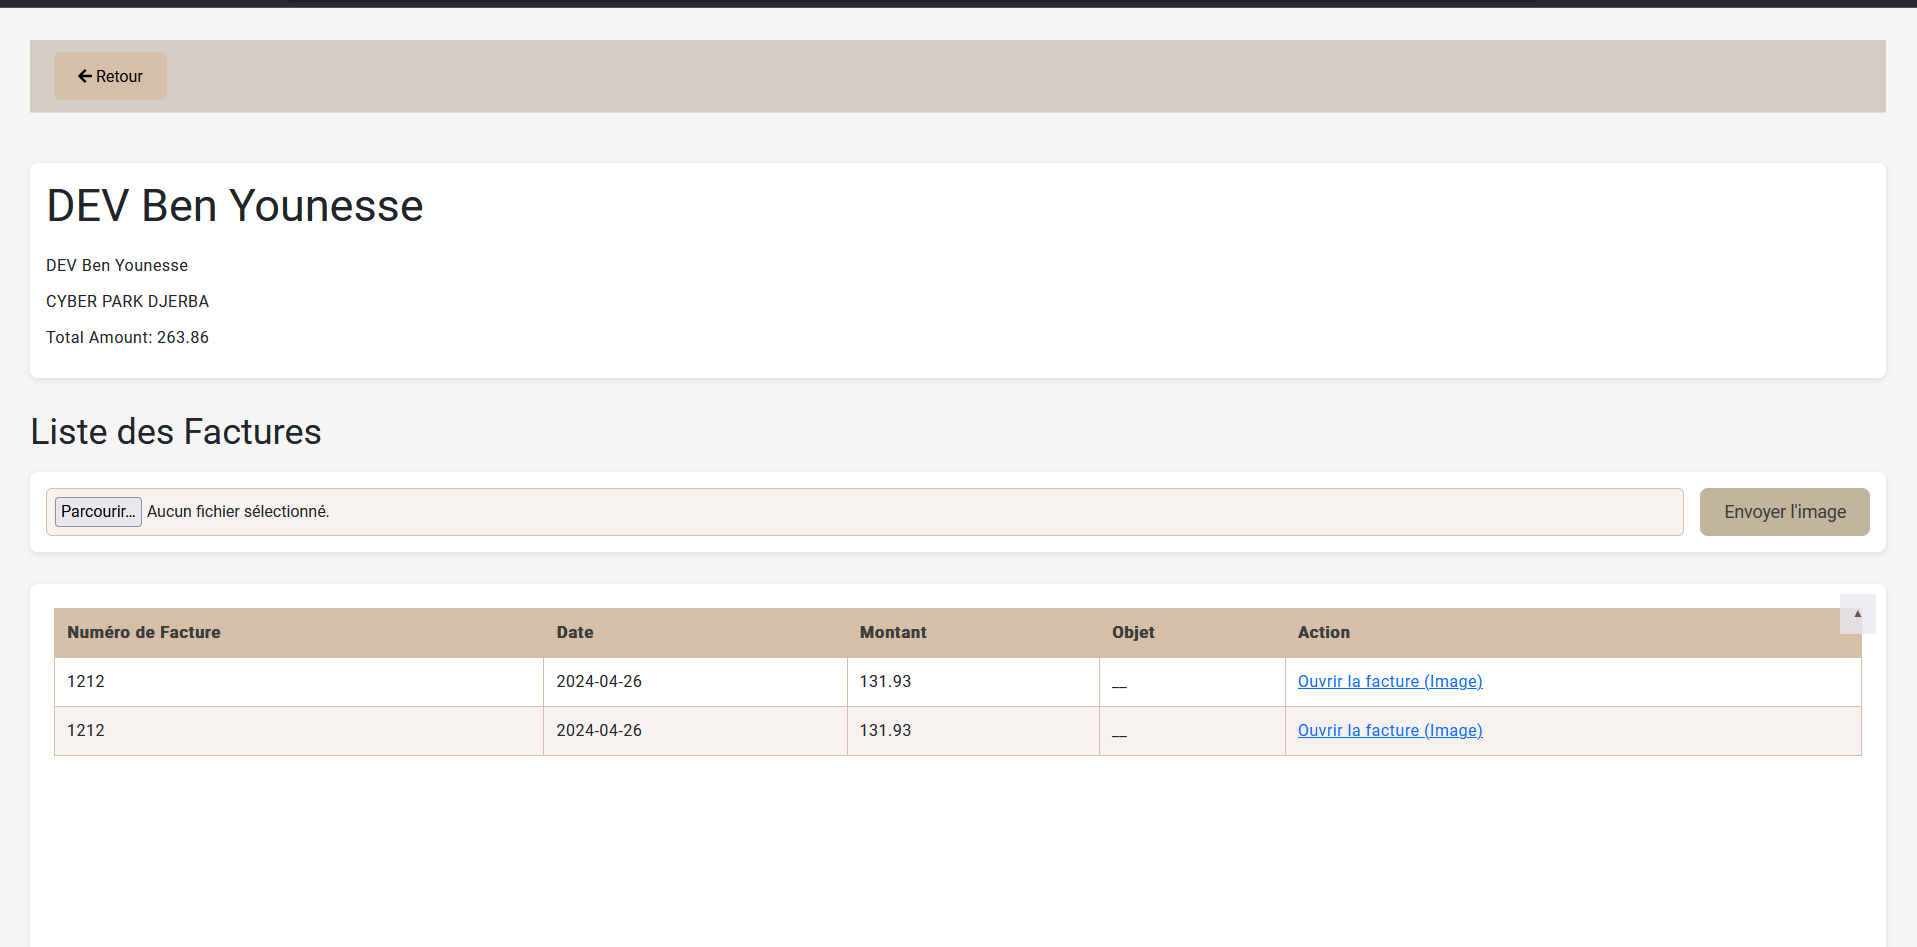 Retour
DEV Ben Younesse
DEV Ben Younesse
CYBER PARK DJERBA
Total Amount: 263.86
Liste des Factures
Parcourir... Aucun fichier sélectionné. Envoyer l'image
Numéro de Facture Date Montant Objet Action
1212 2024-04-26 131.93 __ Ouvrir la facture (Image)
1212 2024-04-26 131.93 __ Ouvrir la facture (Image)